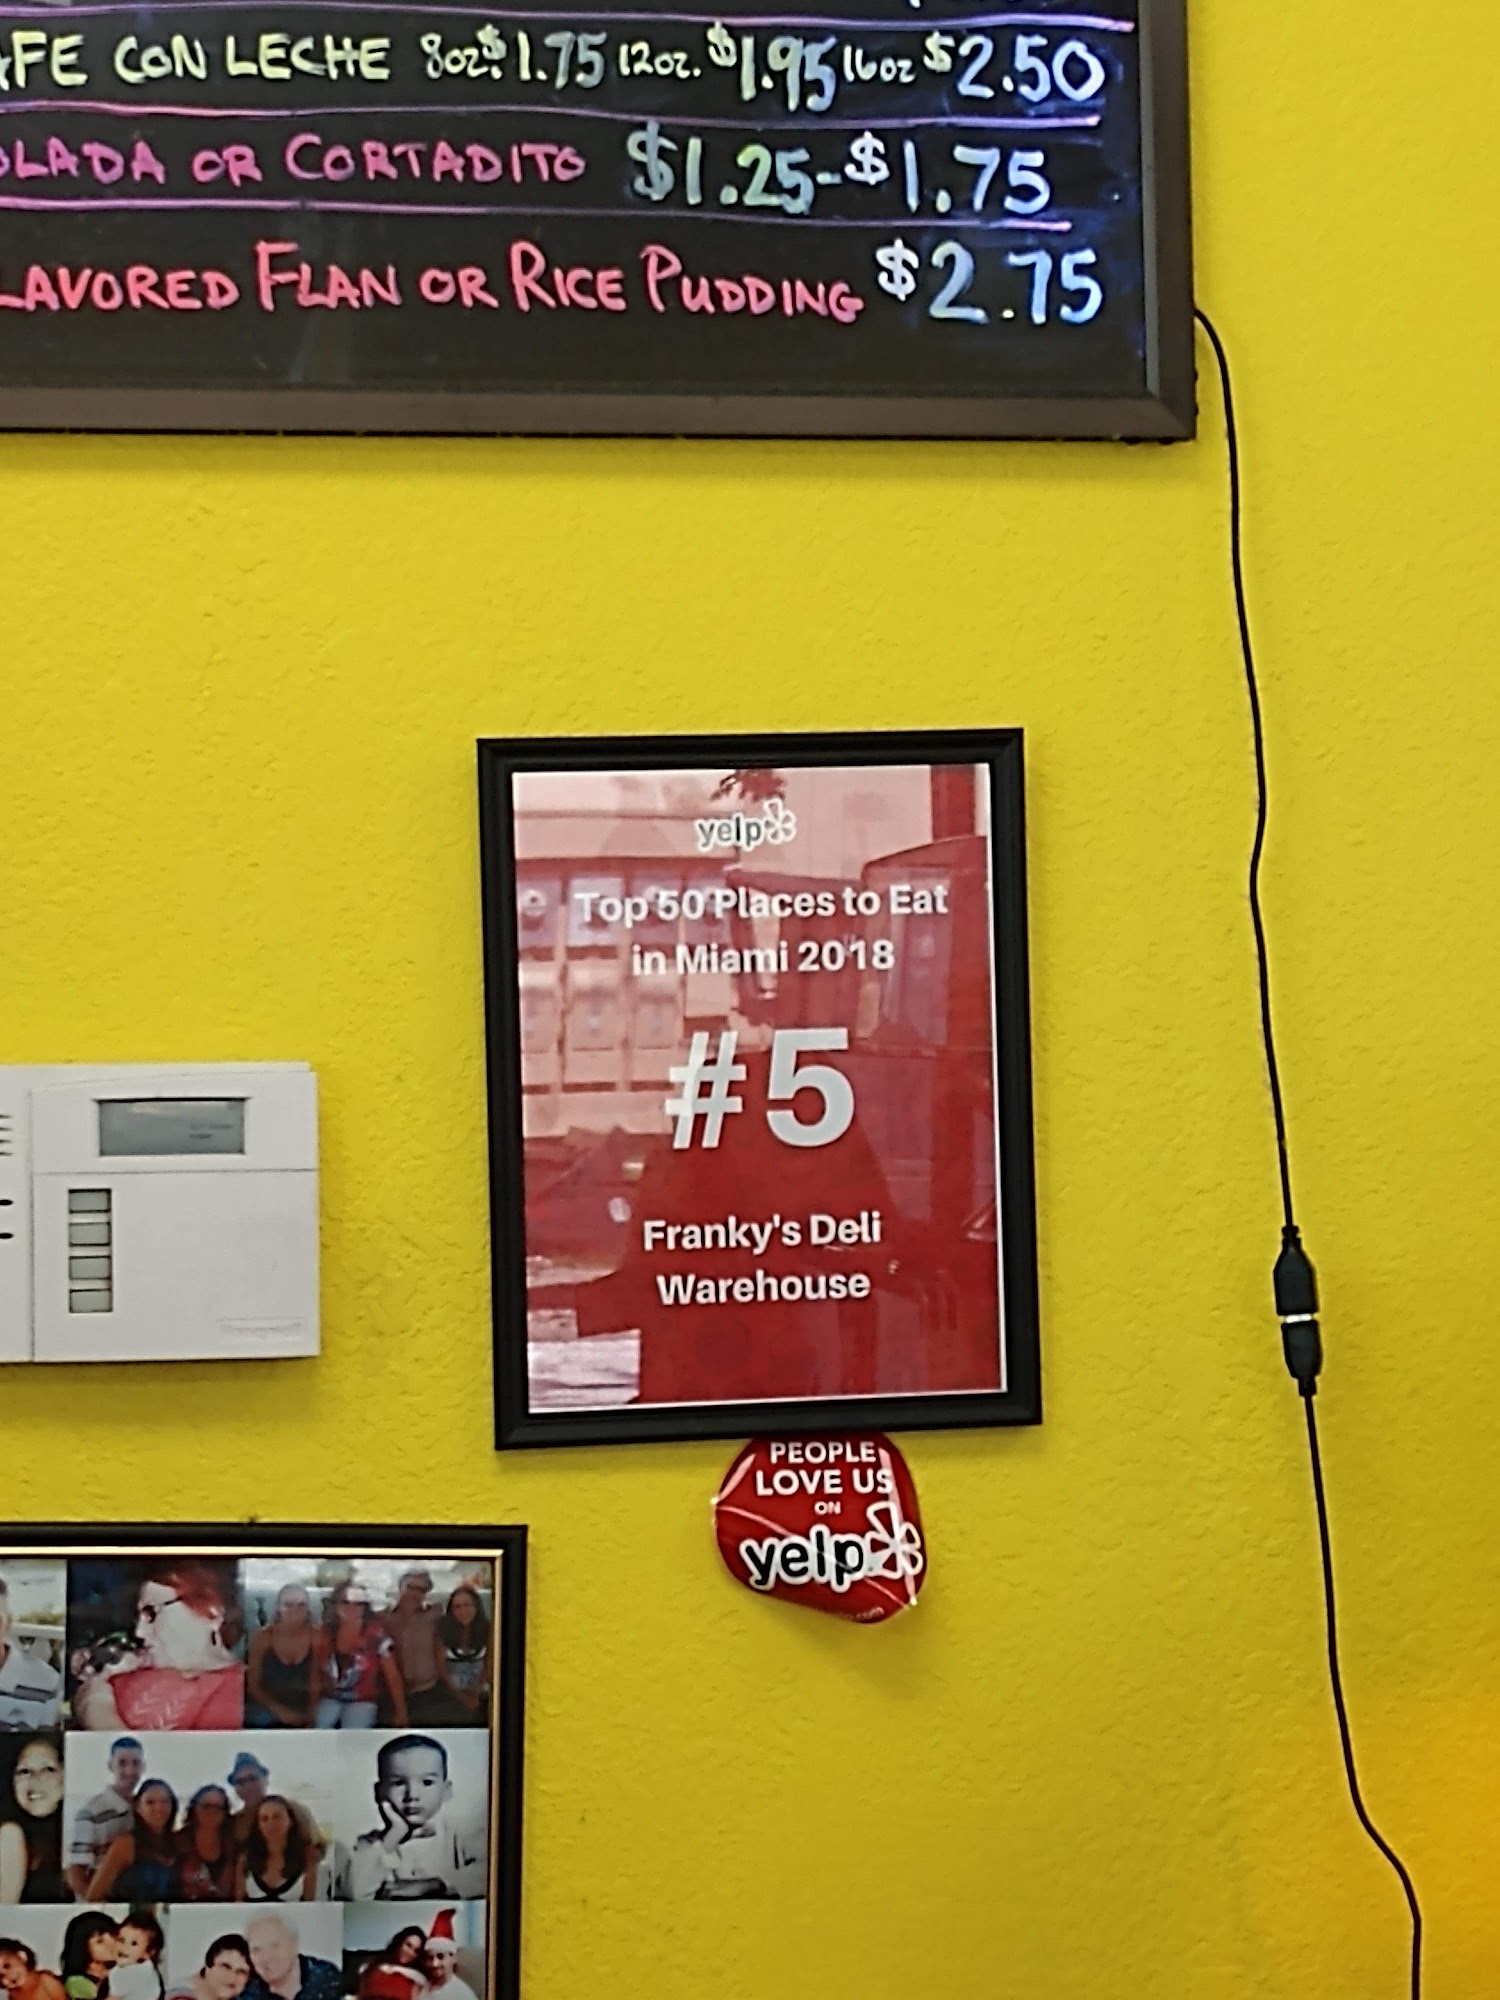 AFE CON LECHE 8oz. $1.75 12oz. $1.95 16oz $2.50
OLADA OR CORTADITO $1.25-$1.75
LAVORED FLAN OR RICE PUDDING $2.75
yelp
Top 50 Places to Eat
in Miami 2018
#5
Franky's Deli
Warehouse
PEOPLE
LOVE US
ON
yelp